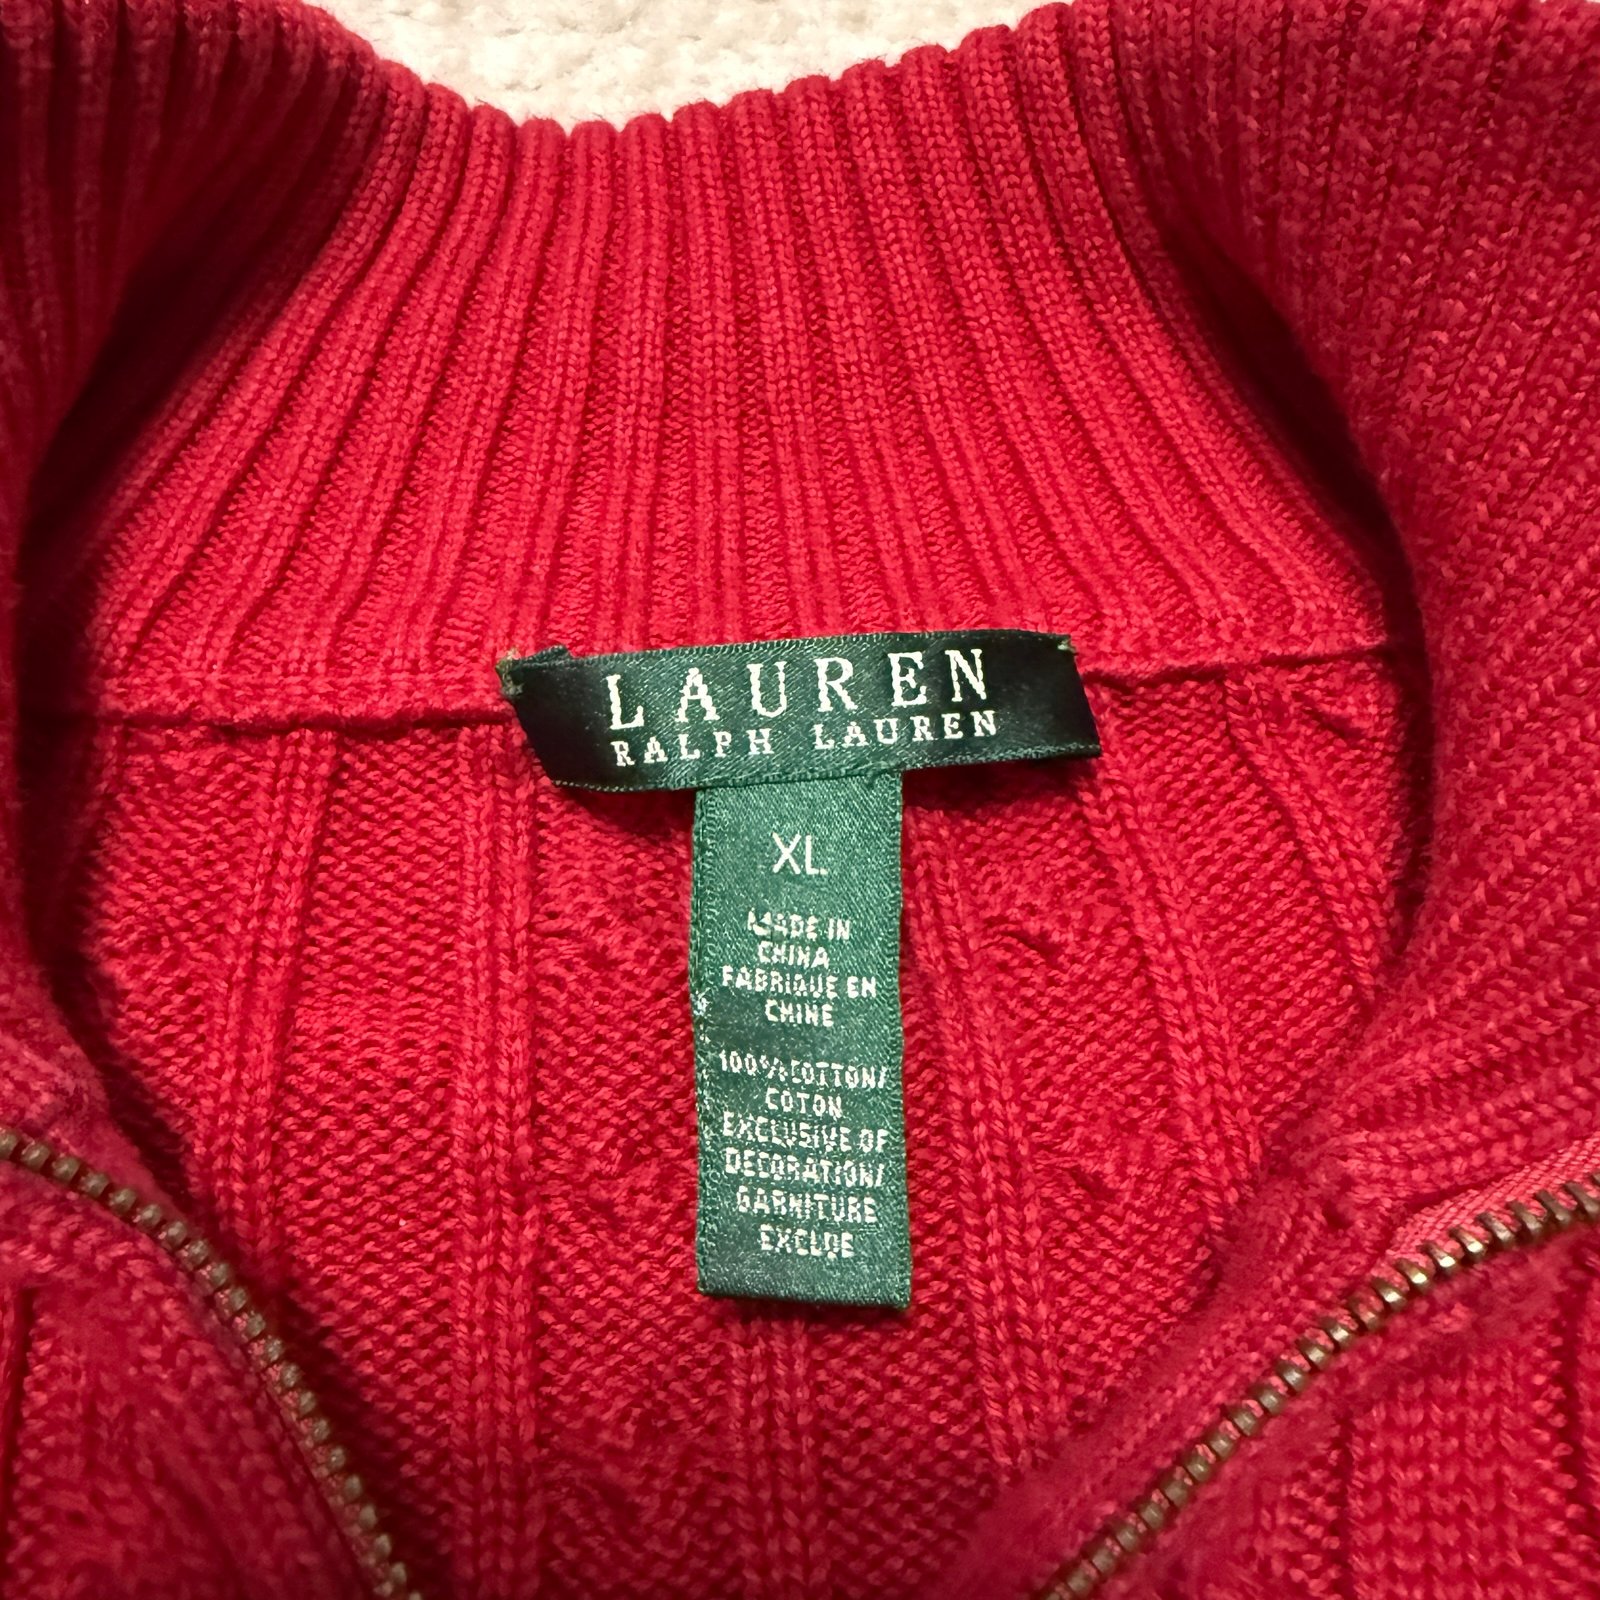 LAUREN
RALPH LAUREN
XL
MADE IN
CHINA
FABRIQUE EN
CHINE
100% COTTON/
COTON
EXCLUSIVE OF
DECORATION/
GARNITURE
EXCLUE